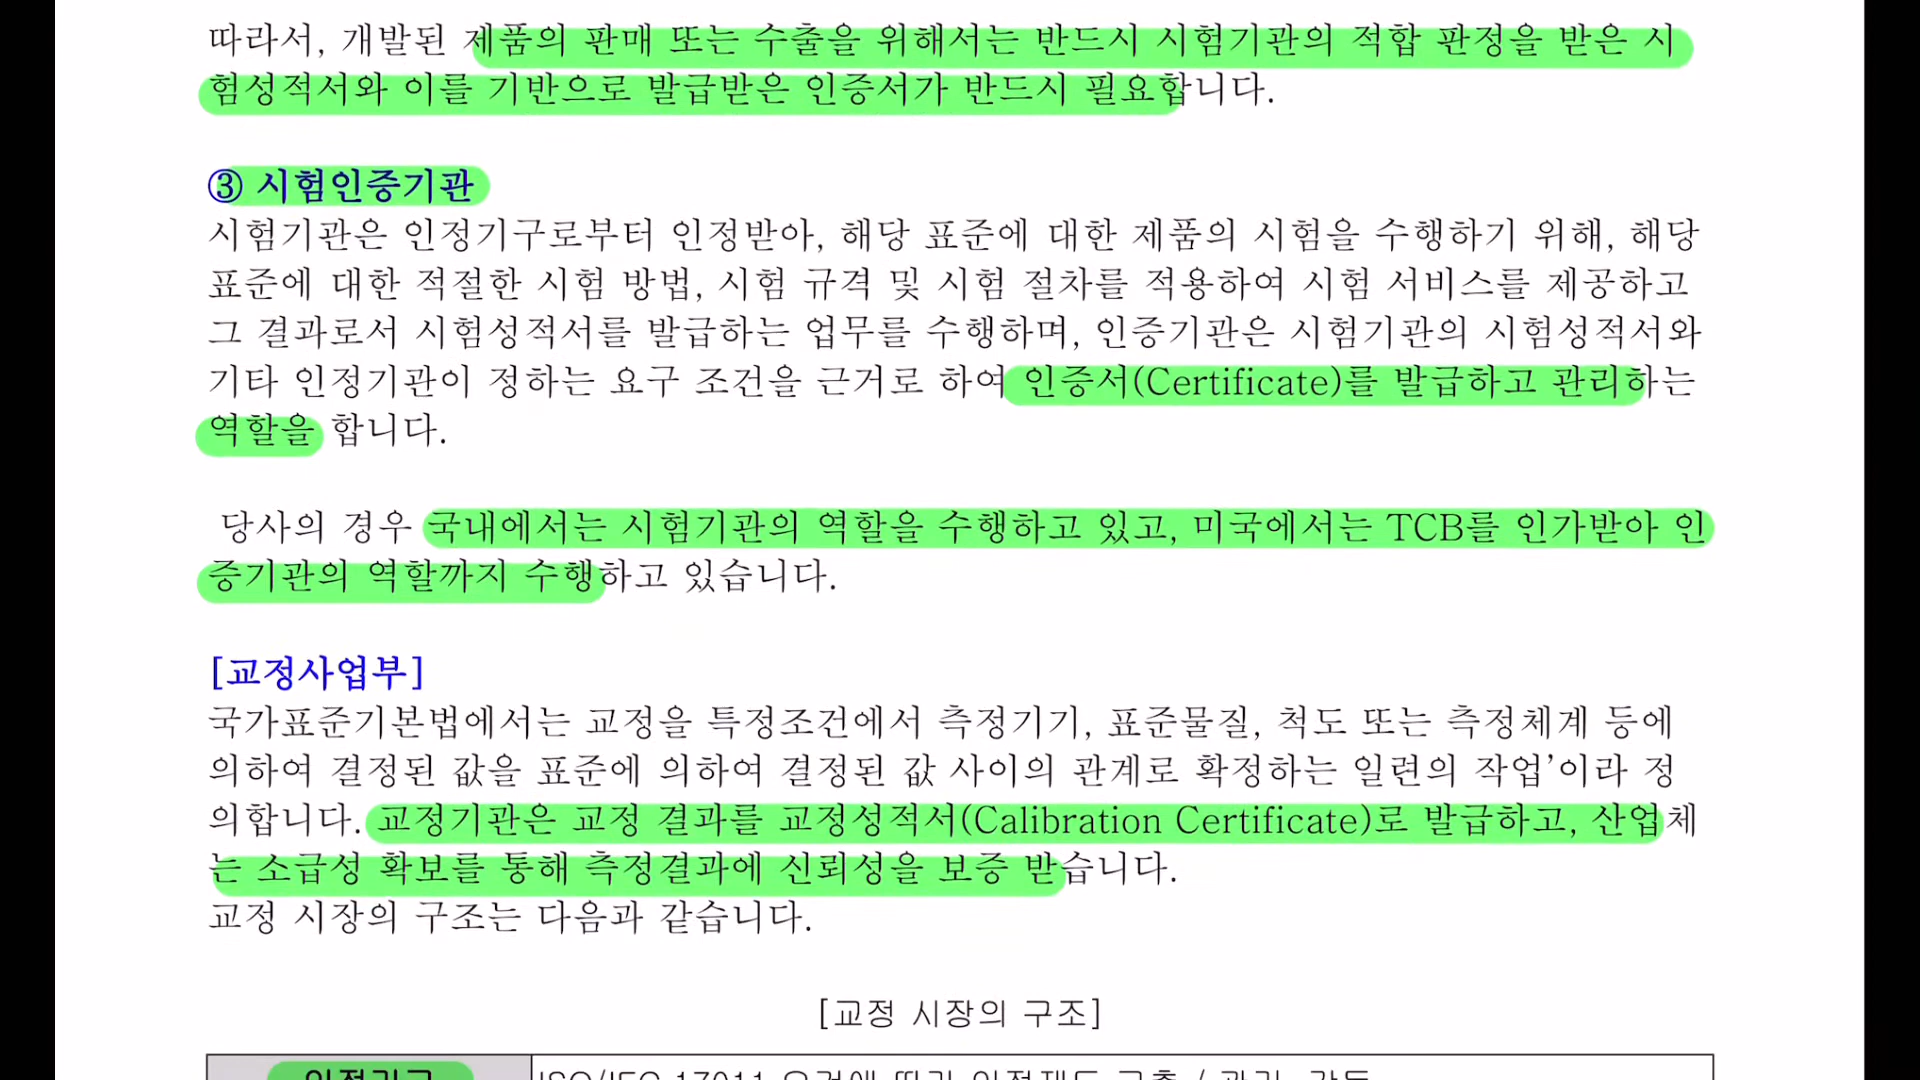 따라서, 개발된 제품의 판매 또는 수출을 위해서는 반드시 시험기관의 적합 판정을 받은 시
험성적서와 이를 기반으로 발급받은 인증서가 반드시 필요합니다.
③ 시험인증기관
시험기관은 인정기구로부터 인정받아, 해당 표준에 대한 제품의 시험을 수행하기 위해, 해당
표준에 대한 적절한 시험 방법, 시험 규격 및 시험 절차를 적용하여 시험 서비스를 제공하고
그 결과로서 시험성적서를 발급하는 업무를 수행하며, 인증기관은 시험기관의 시험성적서와
기타 인정기관이 정하는 요구 조건을 근거로 하여 인증서(Certificate)를 발급하고 관리하는
역할을 합니다.
당사의 경우 국내에서는 시험기관의 역할을 수행하고 있고, 미국에서는 TCB를 인가받아 인
증기관의 역할까지 수행하고 있습니다.
[교정사업부]
국가표준기본법에서는 교정을 특정조건에서 측정기기, 표준물질, 척도 또는 측정체계 등에
의하여 결정된 값을 표준에 의하여 결정된 값 사이의 관계로 확정하는 일련의 작업’이라 정
의합니다. 교정기관은 교정 결과를 교정성적서(Calibration Certificate)로 발급하고, 산업체
는 소급성 확보를 통해 측정결과에 신뢰성을 보증 받습니다.
교정 시장의 구조는 다음과 같습니다.
[교정 시장의 구조]
ISO/IEC 17011 요건에 따라 인정제도 구축 / 관리,